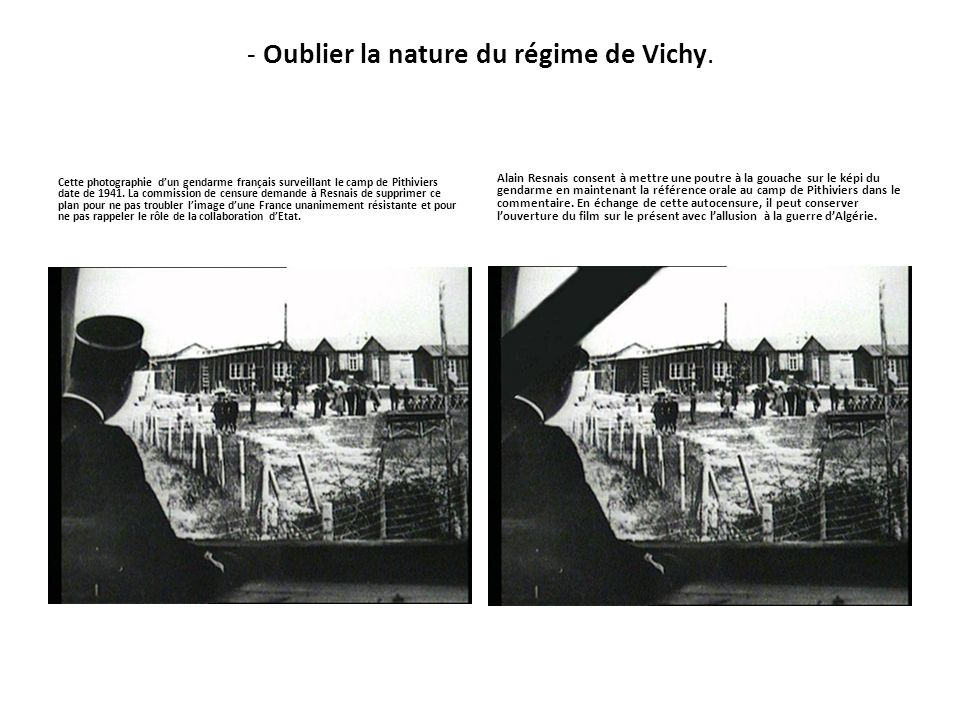 - Oublier la nature du régime de Vichy.
Cette photographie d’un gendarme français surveillant le camp de Pithiviers
date de 1941. La commission de censure demande à Resnais de supprimer ce
plan pour ne pas troubler l’image d’une France unanimement résistante et pour
ne pas rappeler le rôle de la collaboration d’Etat.
Alain Resnais consent à mettre une poutre à la gouache sur le képi du
gendarme en maintenant la référence orale au camp de Pithiviers dans le
commentaire. En échange de cette autocensure, il peut conserver
l’ouverture du film sur le présent avec l’allusion à la guerre d’Algérie.